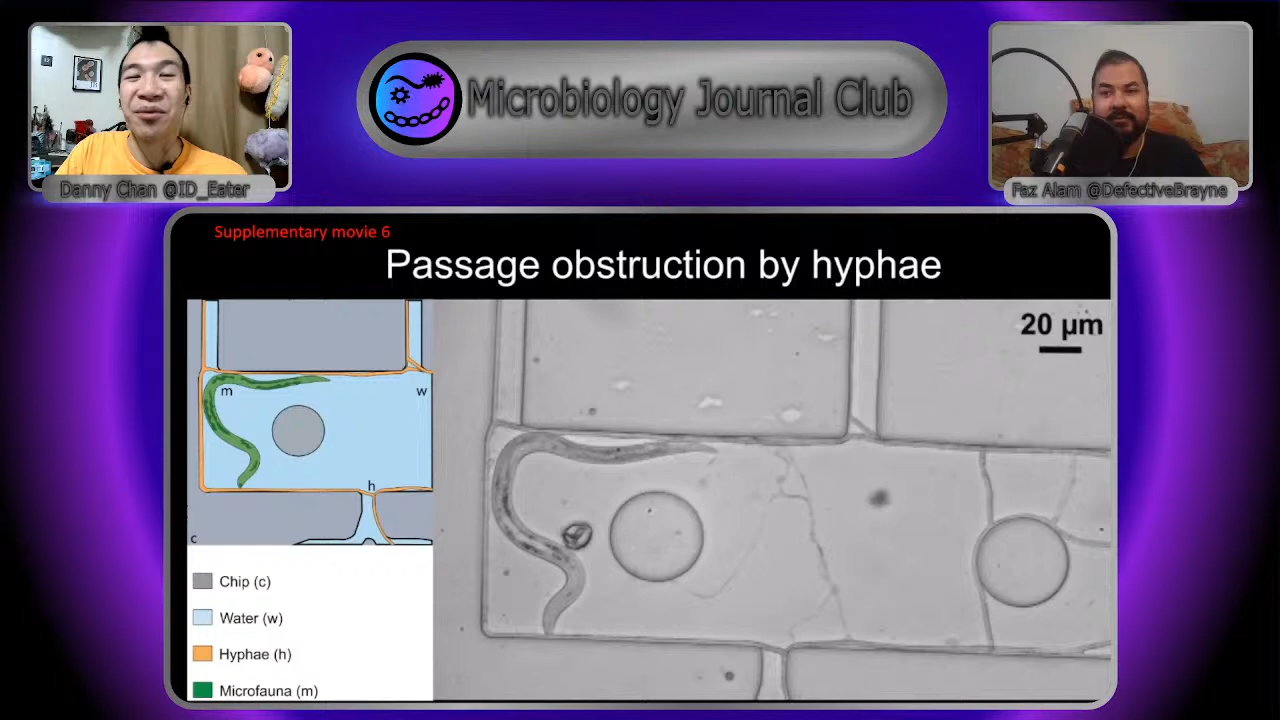 Microbiology Journal Club
Danny Chan @ID_Eater
Faz Alam @DefectiveBrayne
Supplementary movie 6
Passage obstruction by hyphae
20 µm
m
w
h
c
Chip (c)
Water (w)
Hyphae (h)
Microfauna (m)